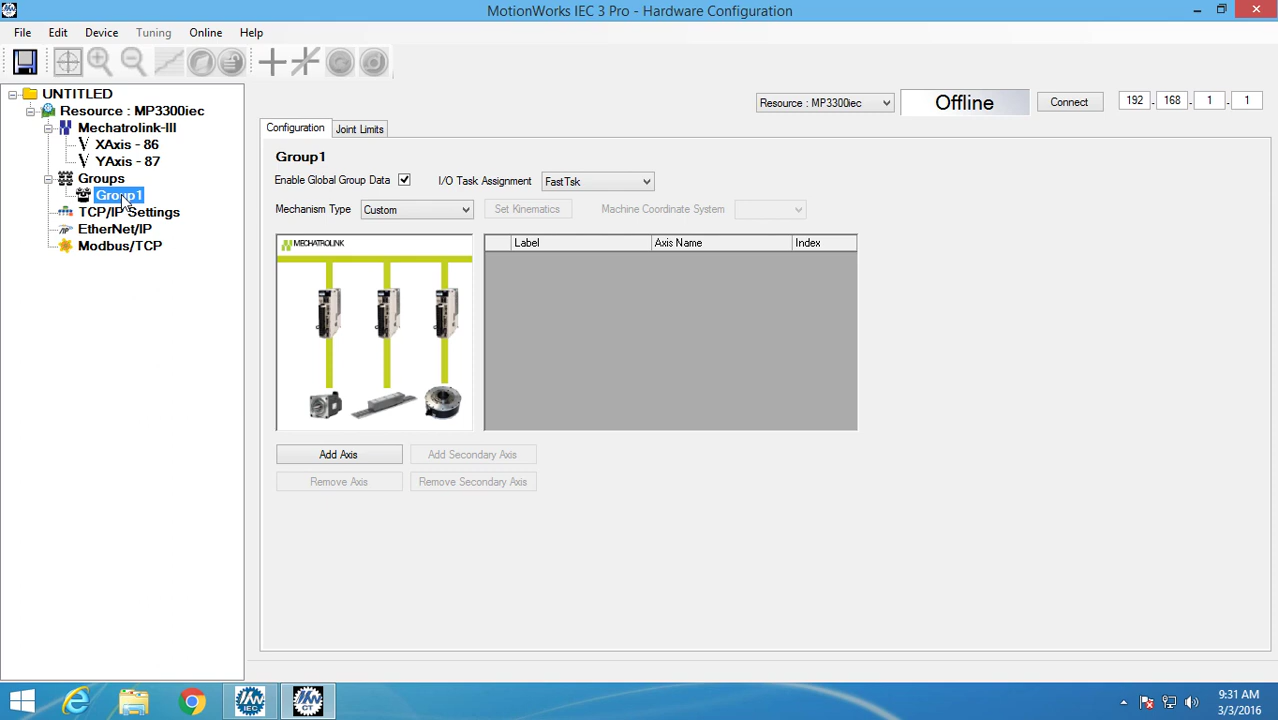 MotionWorks IEC 3 Pro - Hardware Configuration
File Edit Device Tuning Online Help
UNTITLED
Resource : MP3300iec
Mechatrolink-III
XAxis - 86
YAxis - 87
Groups
Group1
TCP/IP Settings
EtherNet/IP
Modbus/TCP
Resource : MP3300iec
Offline
Connect
192 . 168 . 1 . 1
Configuration Joint Limits
Group1
Enable Global Group Data I/O Task Assignment FastTsk
Mechanism Type Custom Set Kinematics Machine Coordinate System
MECHATROLINK
Label Axis Name Index
Add Axis Add Secondary Axis
Remove Axis Remove Secondary Axis
IEC
CT
9:31 AM
3/3/2016